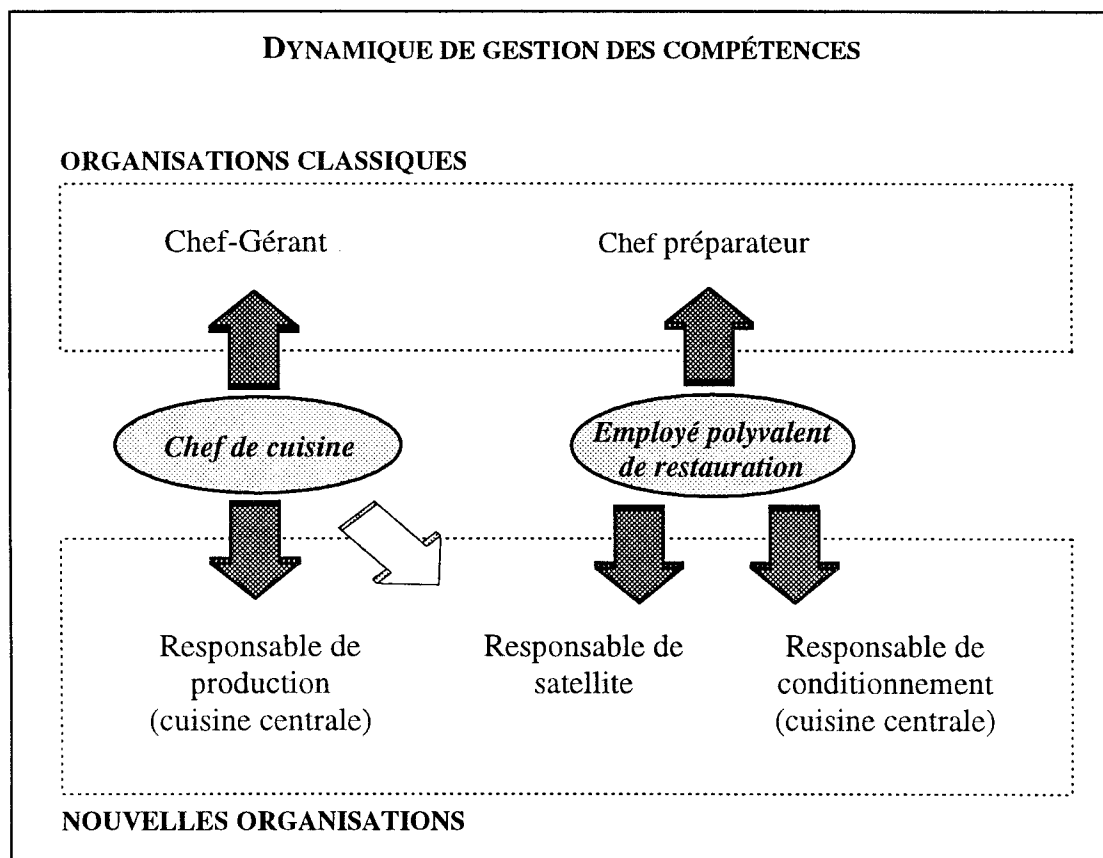 DYNAMIQUE DE GESTION DES COMPÉTENCES
ORGANISATIONS CLASSIQUES
Chef-Gérant
Chef préparateur
Chef de cuisine
Employé polyvalent
de restauration
Responsable de
production
(cuisine centrale)
Responsable de
satellite
Responsable de
conditionnement
(cuisine centrale)
NOUVELLES ORGANISATIONS